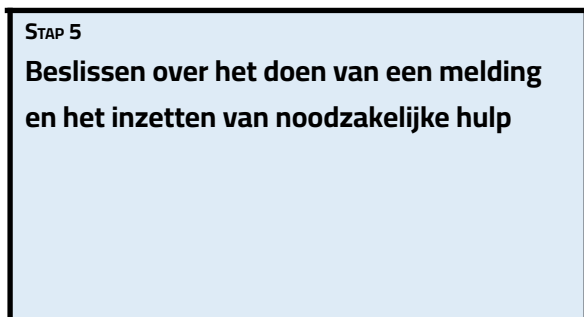 Stap 5
Beslissen over het doen van een melding
en het inzetten van noodzakelijke hulp